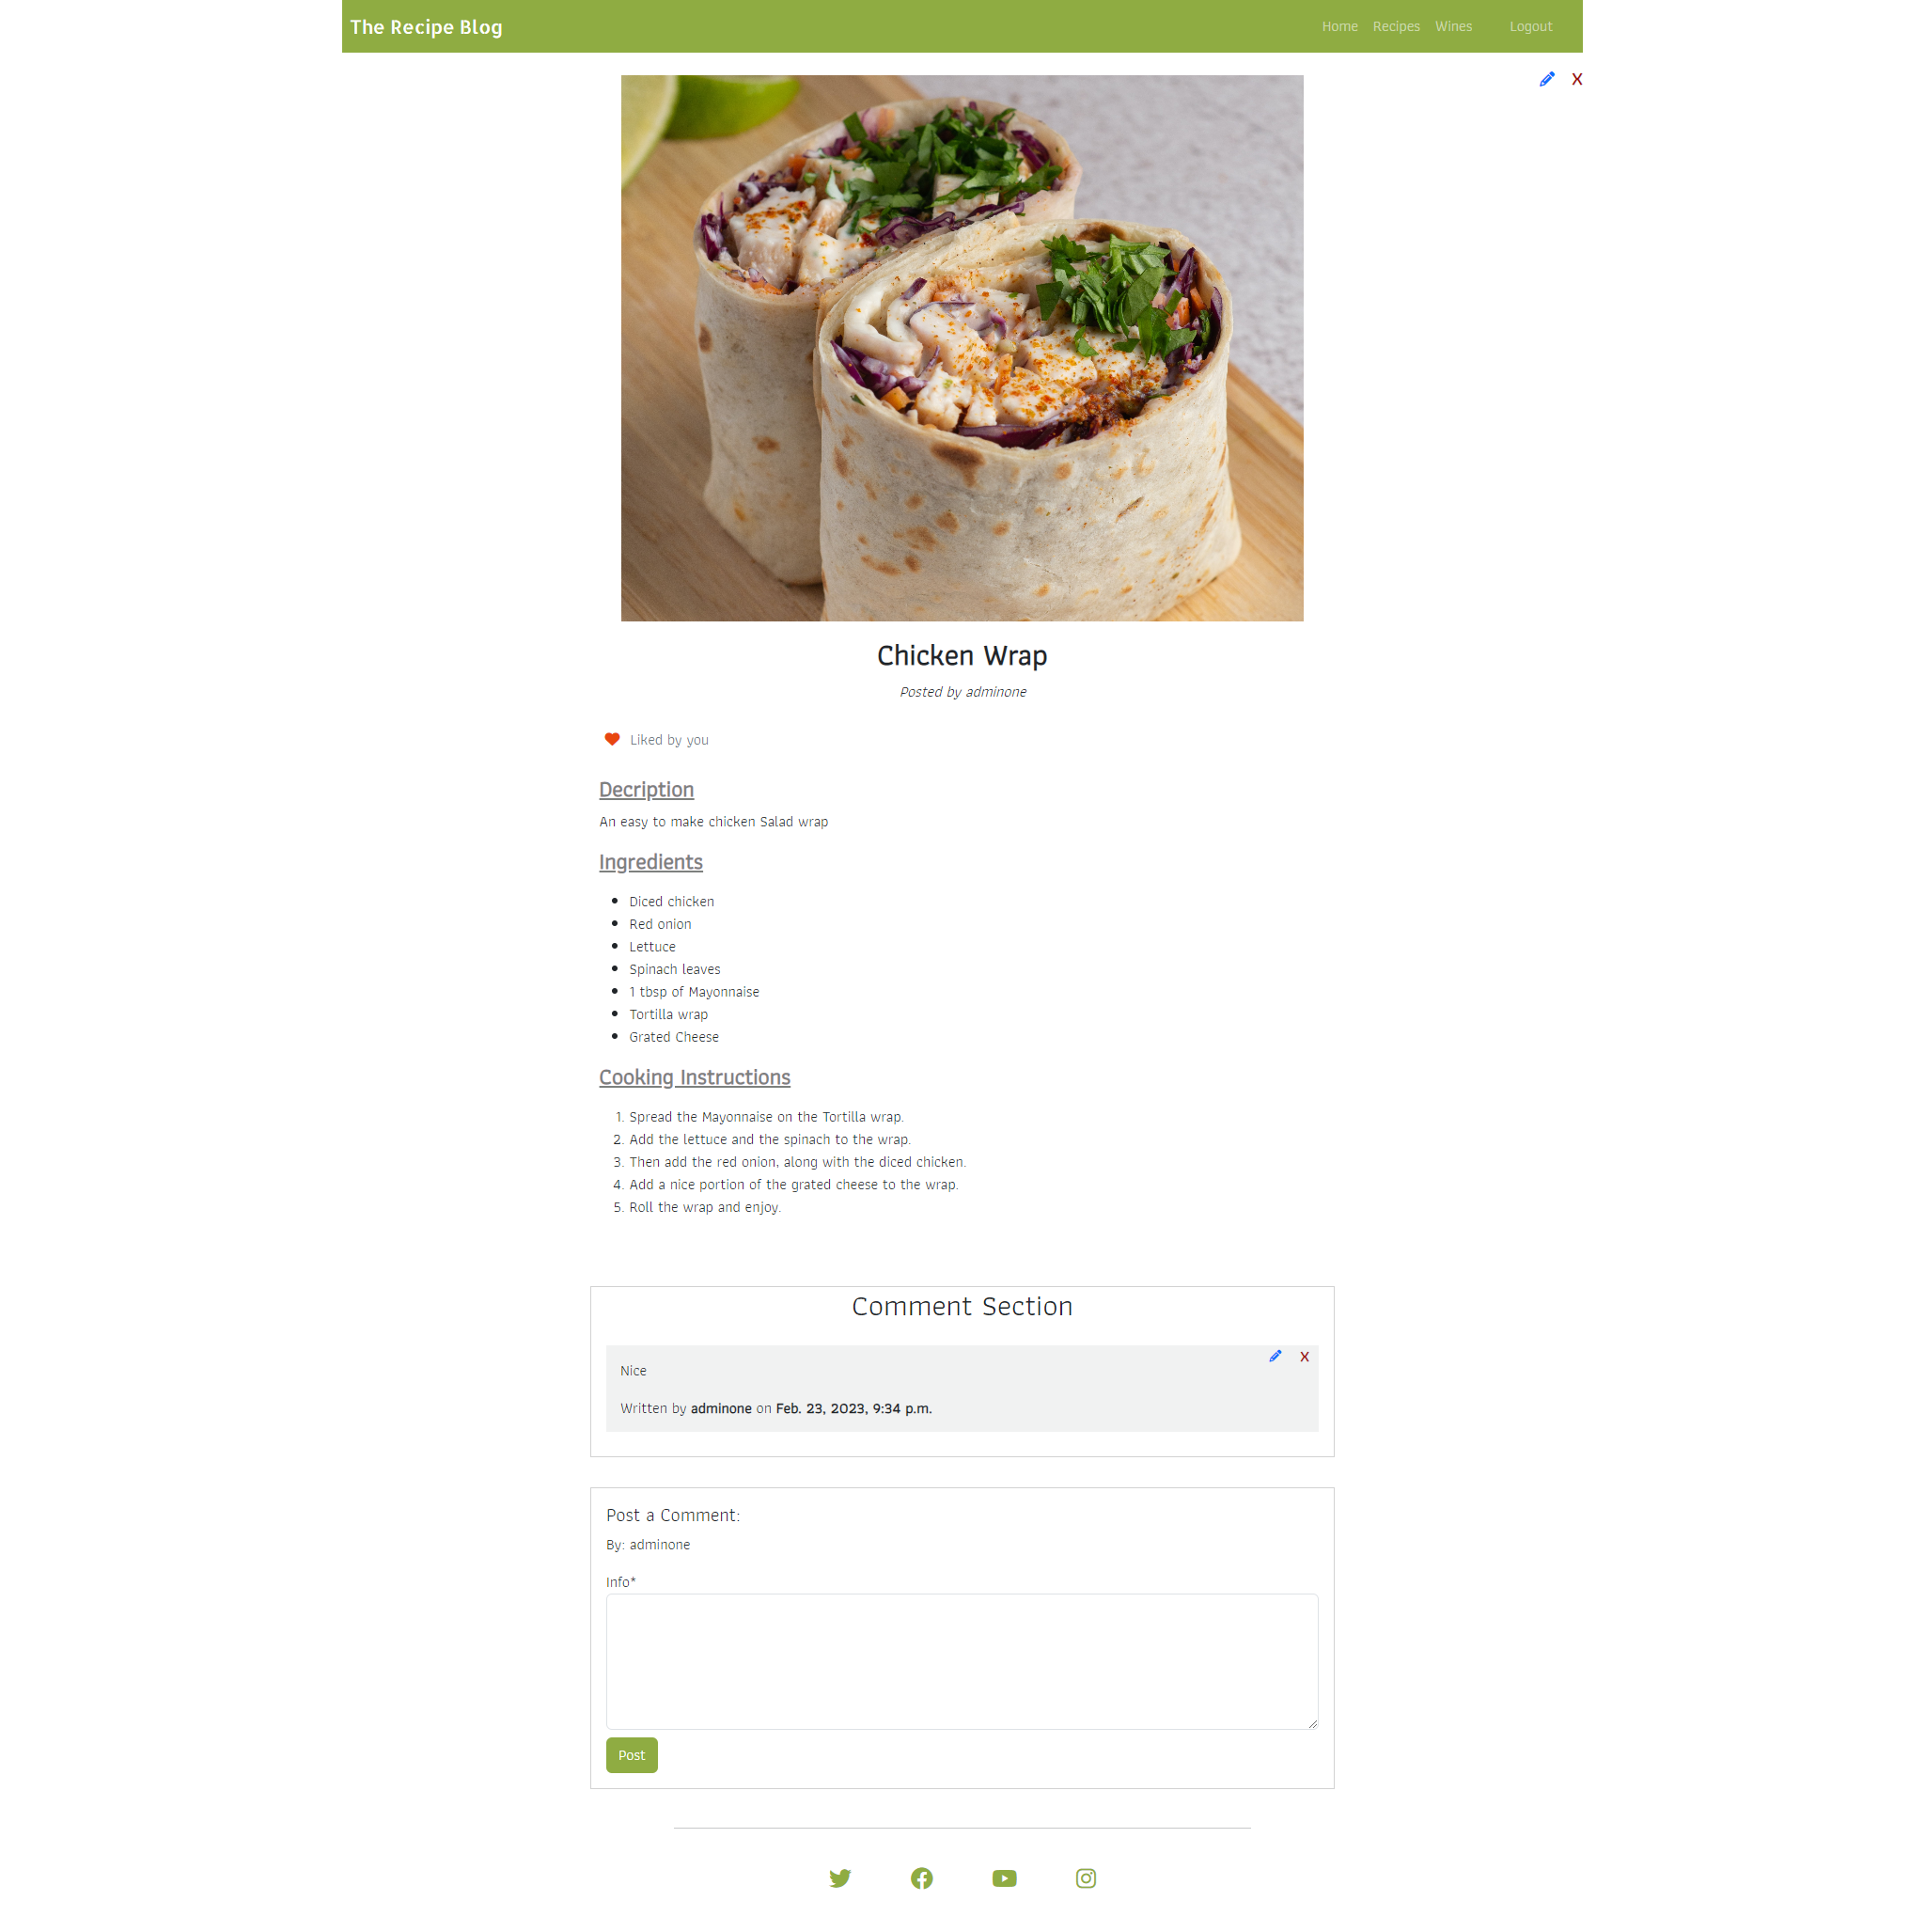 The Recipe Blog Home Recipes Wines Logout
X
Chicken Wrap
Posted by adminone
Liked by you
Decription
An easy to make chicken Salad wrap
Ingredients
Diced chicken
Red onion
Lettuce
Spinach leaves
1 tbsp of Mayonnaise
Tortilla wrap
Grated Cheese
Cooking Instructions
1. Spread the Mayonnaise on the Tortilla wrap.
2. Add the lettuce and the spinach to the wrap.
3. Then add the red onion, along with the diced chicken.
4. Add a nice portion of the grated cheese to the wrap.
5. Roll the wrap and enjoy.
Comment Section
X
Nice
Written by adminone on Feb. 23, 2023, 9:34 p.m.
Post a Comment:
By: adminone
Info*
Post